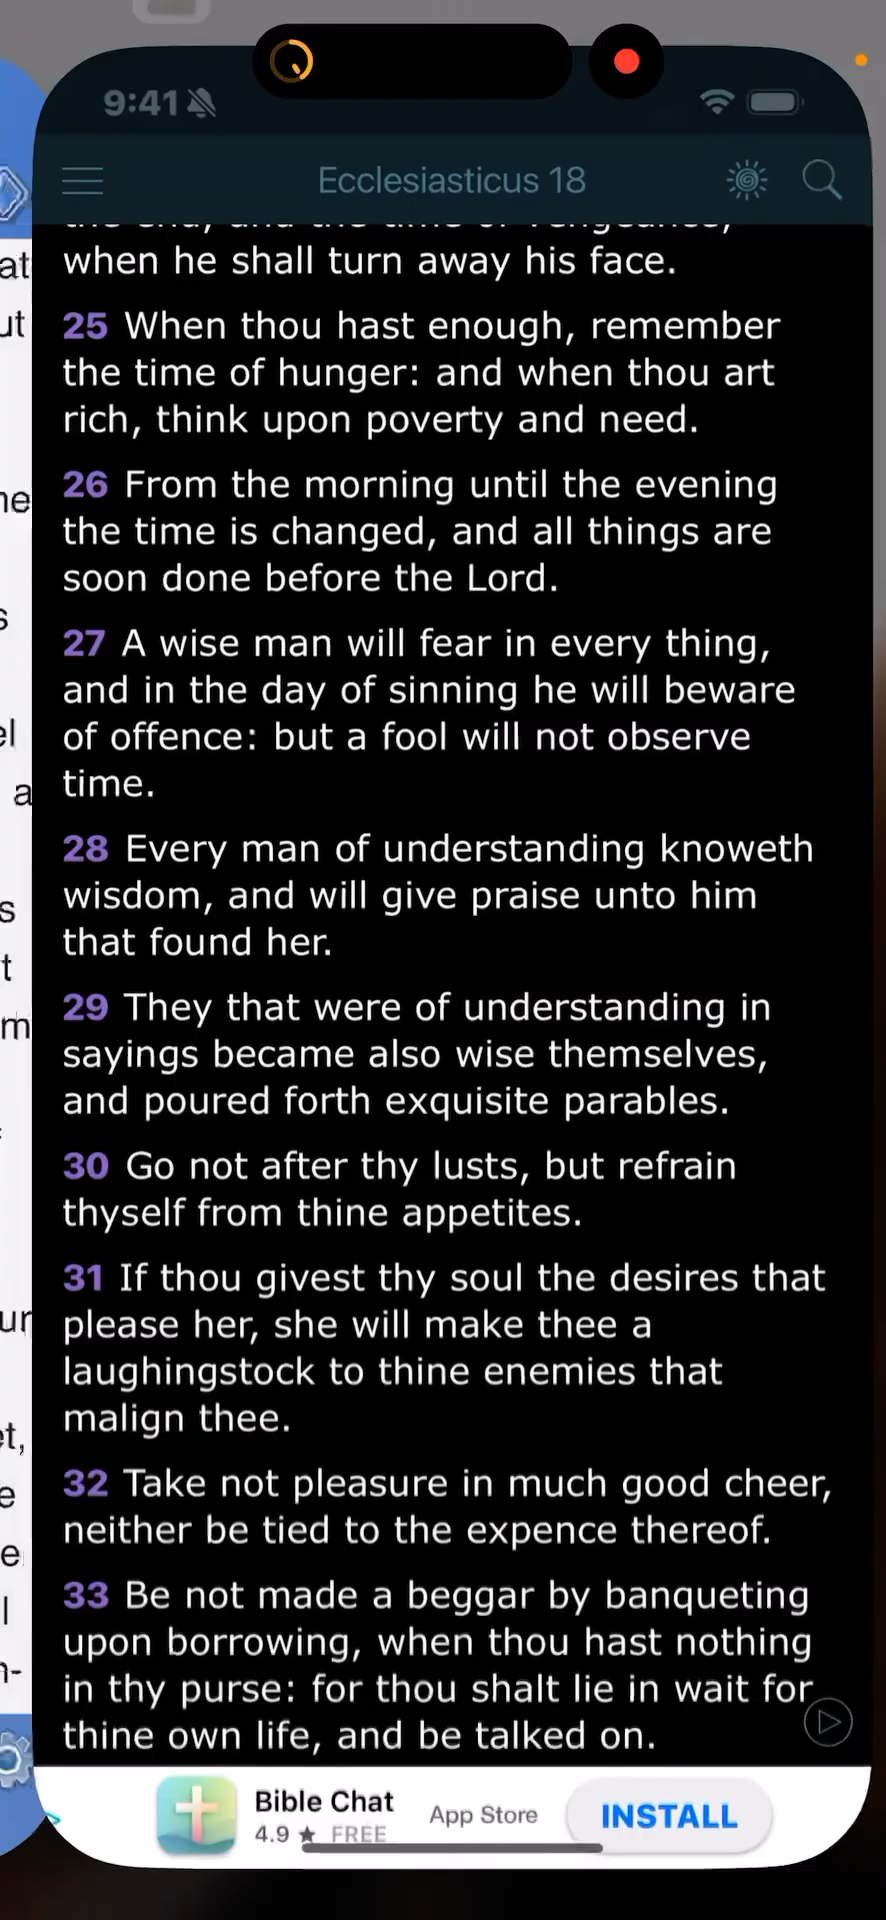 9:41
Ecclesiasticus 18
when he shall turn away his face.
25 When thou hast enough, remember
the time of hunger: and when thou art
rich, think upon poverty and need.
26 From the morning until the evening
the time is changed, and all things are
soon done before the Lord.
27 A wise man will fear in every thing,
and in the day of sinning he will beware
of offence: but a fool will not observe
time.
28 Every man of understanding knoweth
wisdom, and will give praise unto him
that found her.
29 They that were of understanding in
sayings became also wise themselves,
and poured forth exquisite parables.
30 Go not after thy lusts, but refrain
thyself from thine appetites.
31 If thou givest thy soul the desires that
please her, she will make thee a
laughingstock to thine enemies that
malign thee.
32 Take not pleasure in much good cheer,
neither be tied to the expence thereof.
33 Be not made a beggar by banqueting
upon borrowing, when thou hast nothing
in thy purse: for thou shalt lie in wait for
thine own life, and be talked on.
Bible Chat
4.9 ★ FREE
App Store
INSTALL